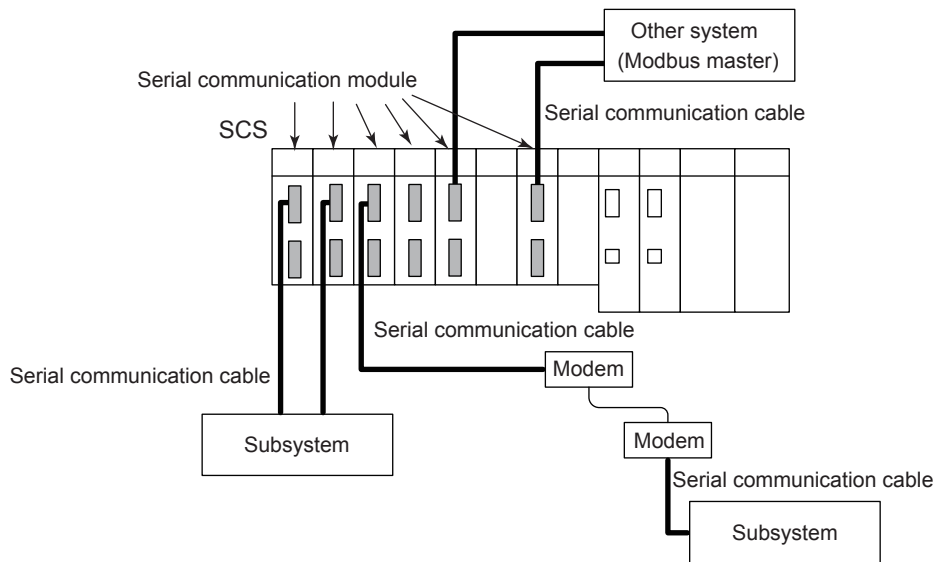 Other system
(Modbus master)
Serial communication module
Serial communication cable
SCS
Serial communication cable
Modem
Serial communication cable
Subsystem
Modem
Serial communication cable
Subsystem